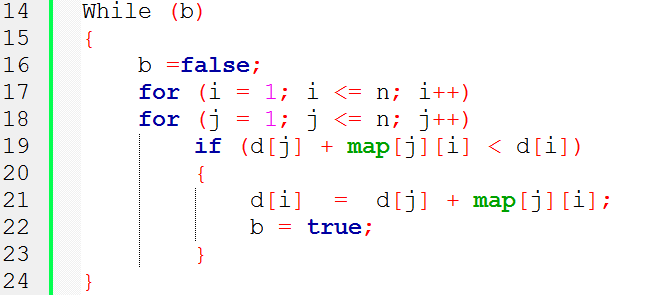 14 While (b)
15 {
16 b =false;
17 for (i = 1; i <= n; i++)
18 for (j = 1; j <= n; j++)
19 if (d[j] + map[j][i] < d[i])
20 {
21 d[i] = d[j] + map[j][i];
22 b = true;
23 }
24 }